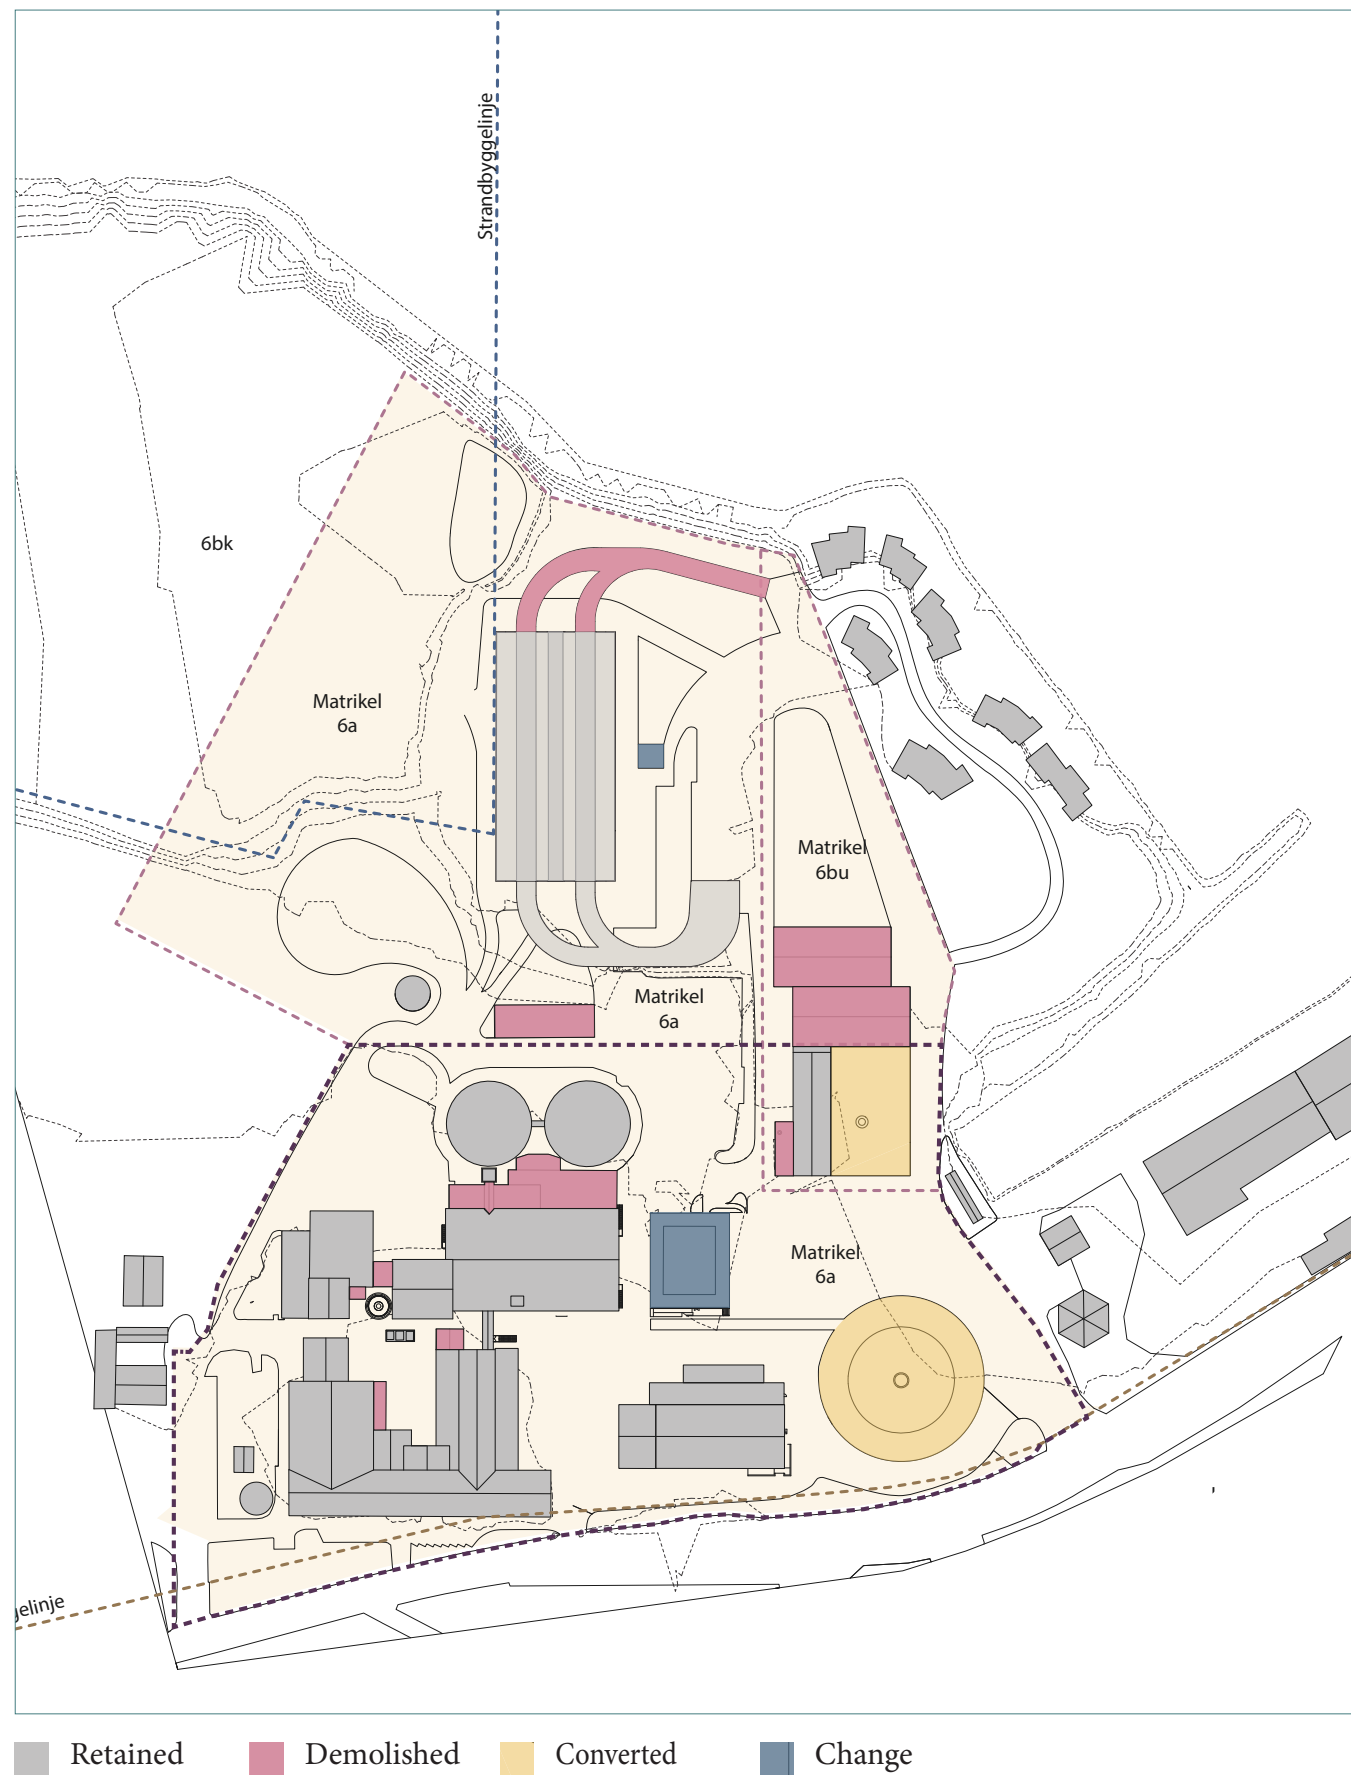 Strandbyggelinje
6bk
Matrikel
6a
Matrikel
6bu
Matrikel
6a
Matrikel
6a
gelinje
Retained
Demolished
Converted
Change